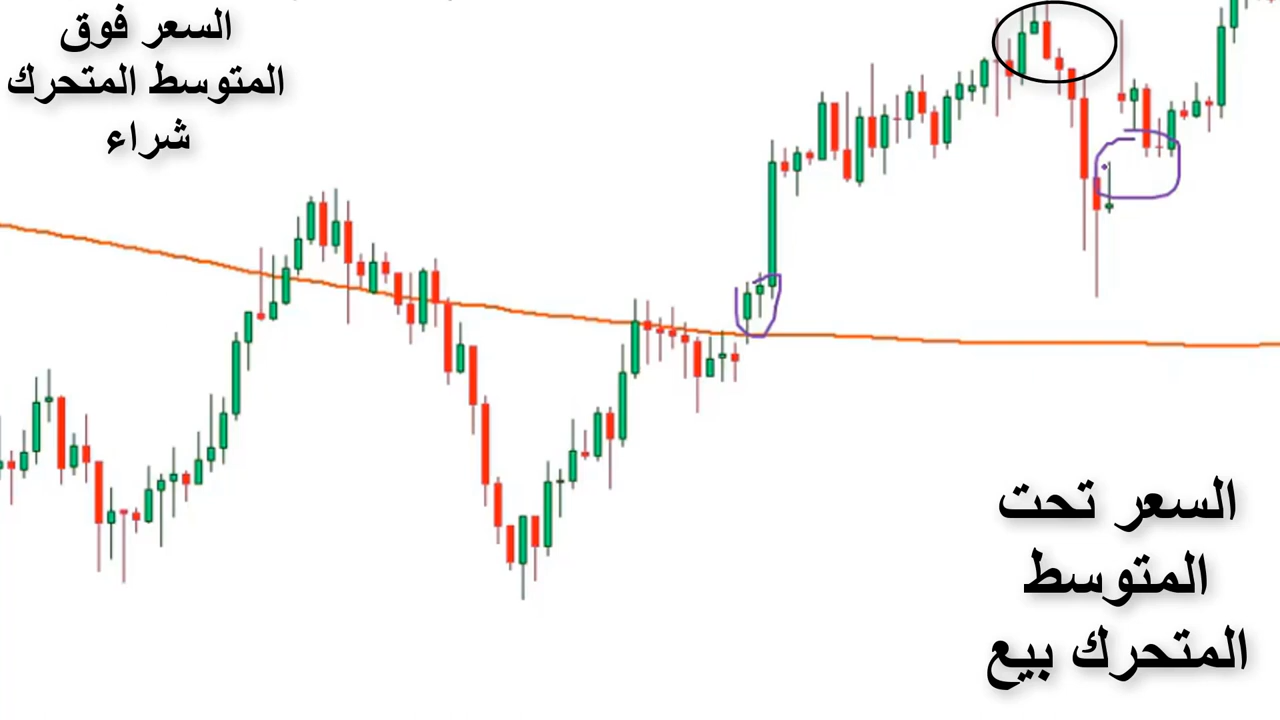 السعر فوق
المتوسط المتحرك
شراء
السعر تحت
المتوسط
المتحرك بيع